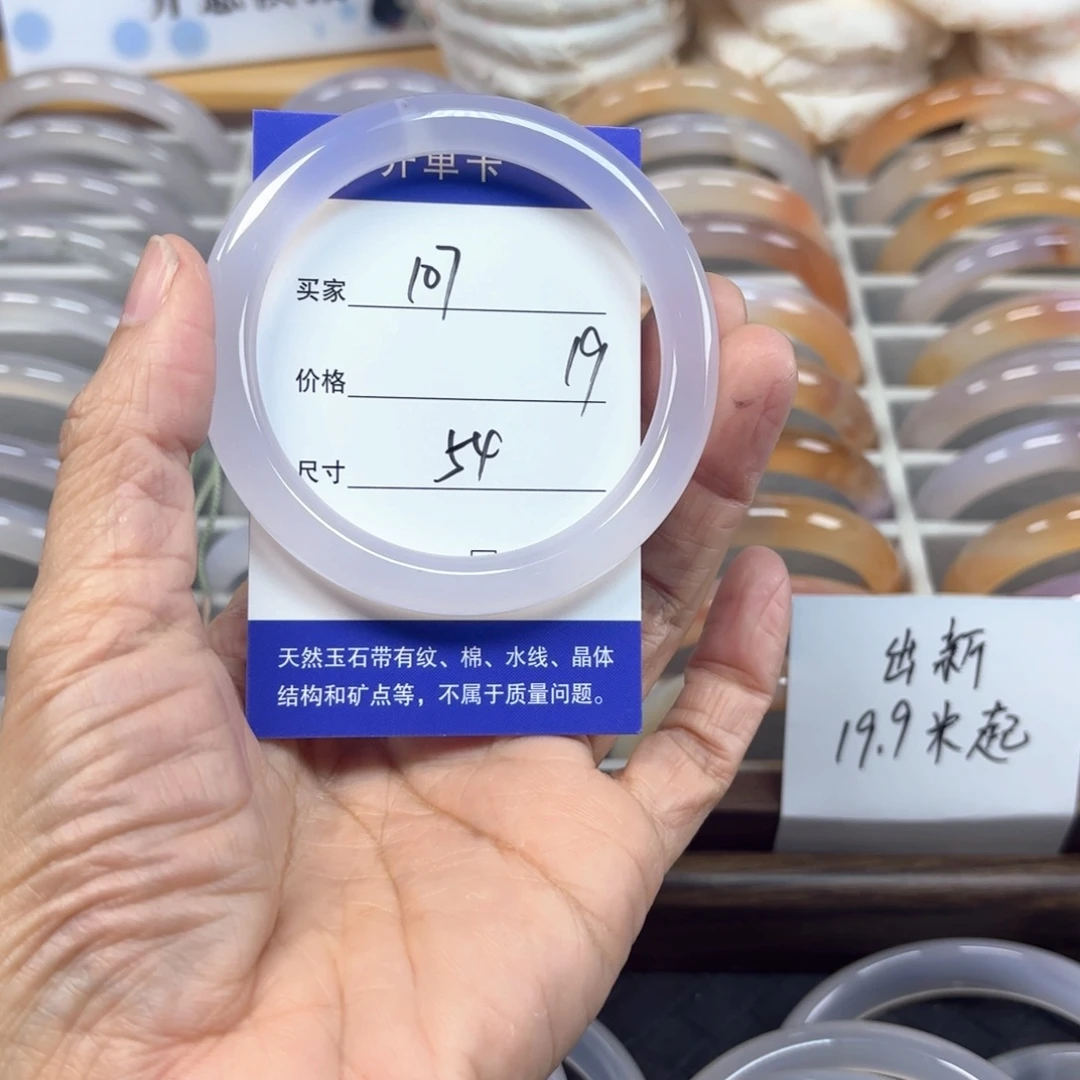 开单卡
买家 107
价格 19
尺寸 54
天然玉石带有纹、棉、水线、晶体
结构和矿点等，不属于质量问题。
出新
19.9米起